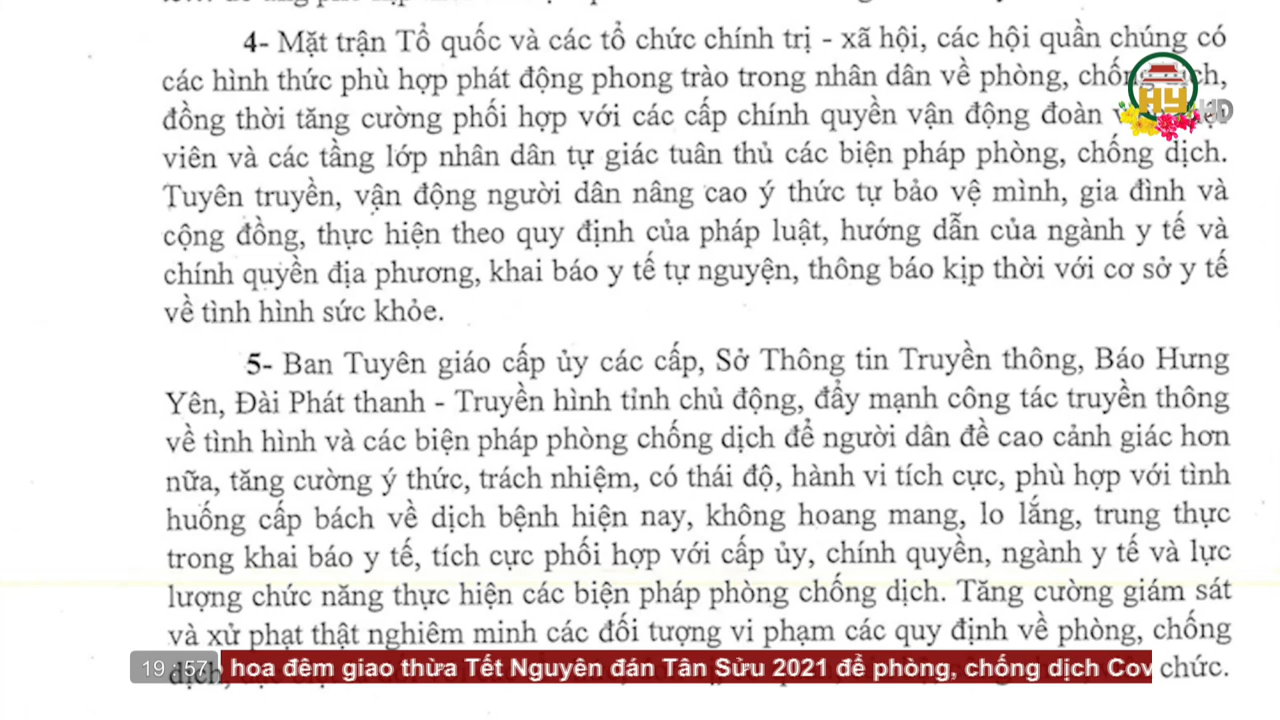 4- Mặt trận Tổ quốc và các tổ chức chính trị - xã hội, các hội quần chúng có
các hình thức phù hợp phát động phong trào trong nhân dân về phòng, chống dịch,
đồng thời tăng cường phối hợp với các cấp chính quyền vận động đoàn
viên và các tầng lớp nhân dân tự giác tuân thủ các biện pháp phòng, chống dịch.
Tuyên truyền, vận động người dân nâng cao ý thức tự bảo vệ mình, gia đình và
cộng đồng, thực hiện theo quy định của pháp luật, hướng dẫn của ngành y tế và
chính quyền địa phương, khai báo y tế tự nguyện, thông báo kịp thời với cơ sở y tế
về tình hình sức khỏe.
5- Ban Tuyên giáo cấp ủy các cấp, Sở Thông tin Truyền thông, Báo Hưng
Yên, Đài Phát thanh - Truyền hình tỉnh chủ động, đẩy mạnh công tác truyền thông
về tình hình và các biện pháp phòng chống dịch để người dân đề cao cảnh giác hơn
nữa, tăng cường ý thức, trách nhiệm, có thái độ, hành vi tích cực, phù hợp với tình
huống cấp bách về dịch bệnh hiện nay, không hoang mang, lo lắng, trung thực
trong khai báo y tế, tích cực phối hợp với cấp ủy, chính quyền, ngành y tế và lực
lượng chức năng thực hiện các biện pháp phòng chống dịch. Tăng cường giám sát
và xử phạt thật nghiêm minh các đối tượng vi phạm các quy định về phòng, chống
dịch, chức.
HY HD
19 : 57 hoa đêm giao thừa Tết Nguyên đán Tân Sửu 2021 để phòng, chống dịch Cov